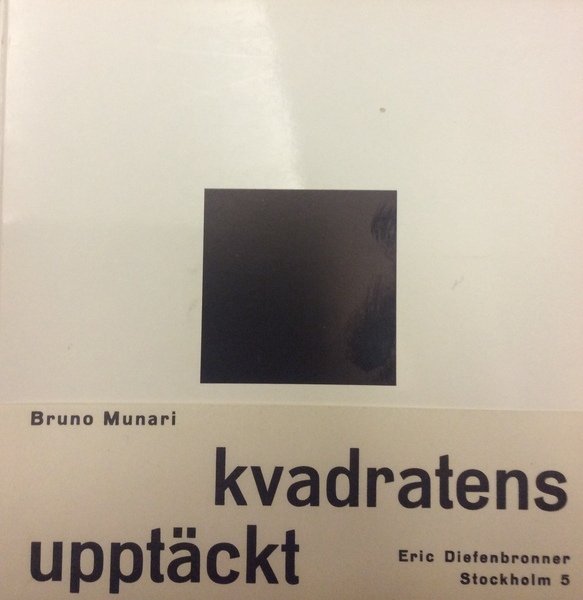 Bruno Munari
kvadratens
upptäckt
Eric Diefenbronner
Stockholm 5